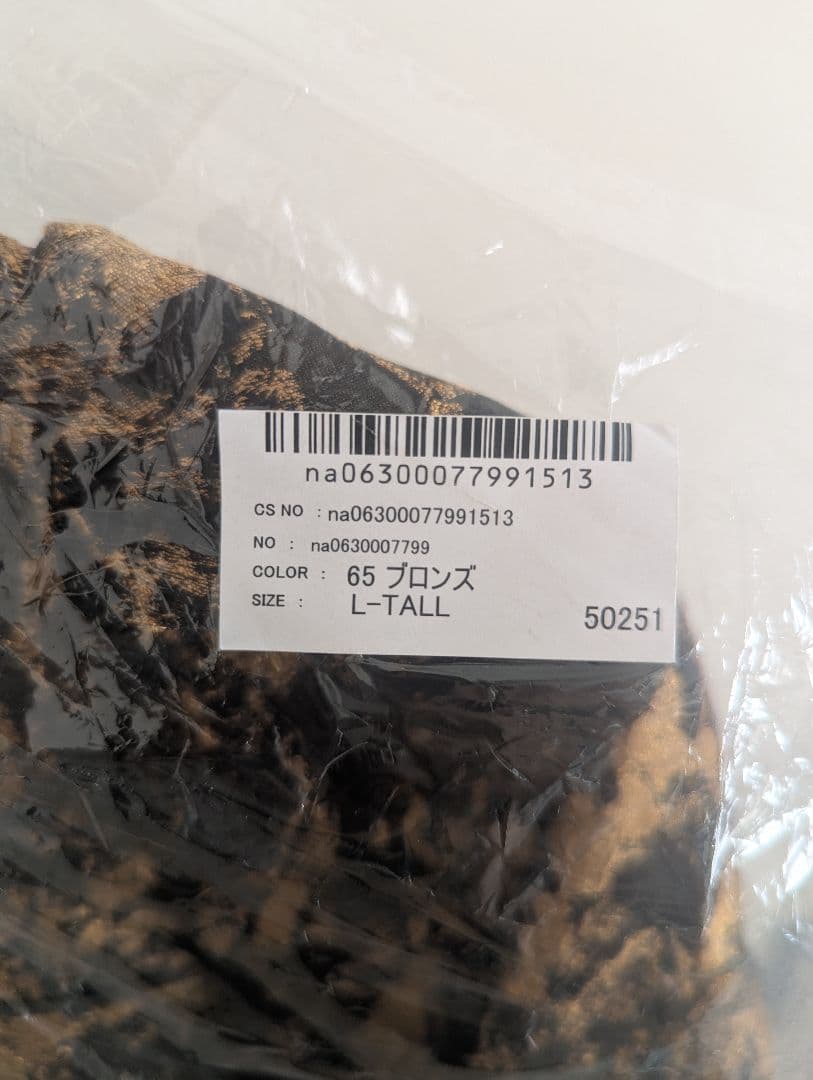 na06300077991513
CS NO : na06300077991513
NO : na0630007799
COLOR : 65 ブロンズ
SIZE : L-TALL
50251